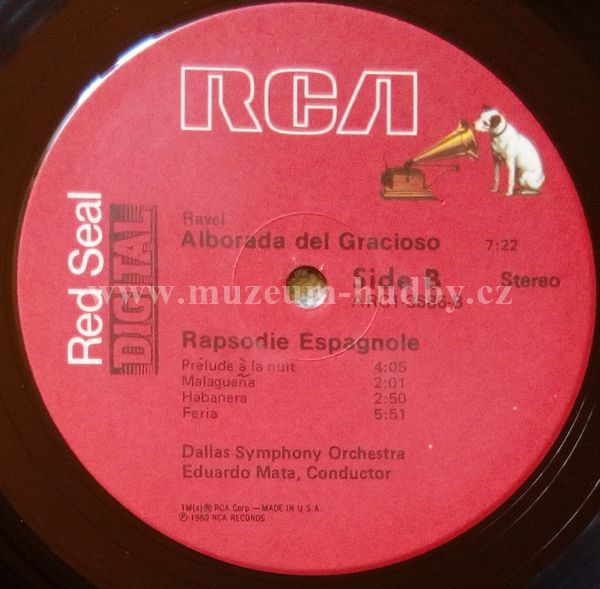 RCA
Red Seal
DIGITAL
Ravel
Alborada del Gracioso 7:22
Side B Stereo
www.muzeum-hudby.cz
Rapsodie Espagnole
Prélude à la nuit 4:05
Malagueña 2:01
Habanera 2:50
Feria 5:51
Dallas Symphony Orchestra
Eduardo Mata, Conductor
RCA Corp —MADE IN U.S.A.
℗ 1980 RCA RECORDS